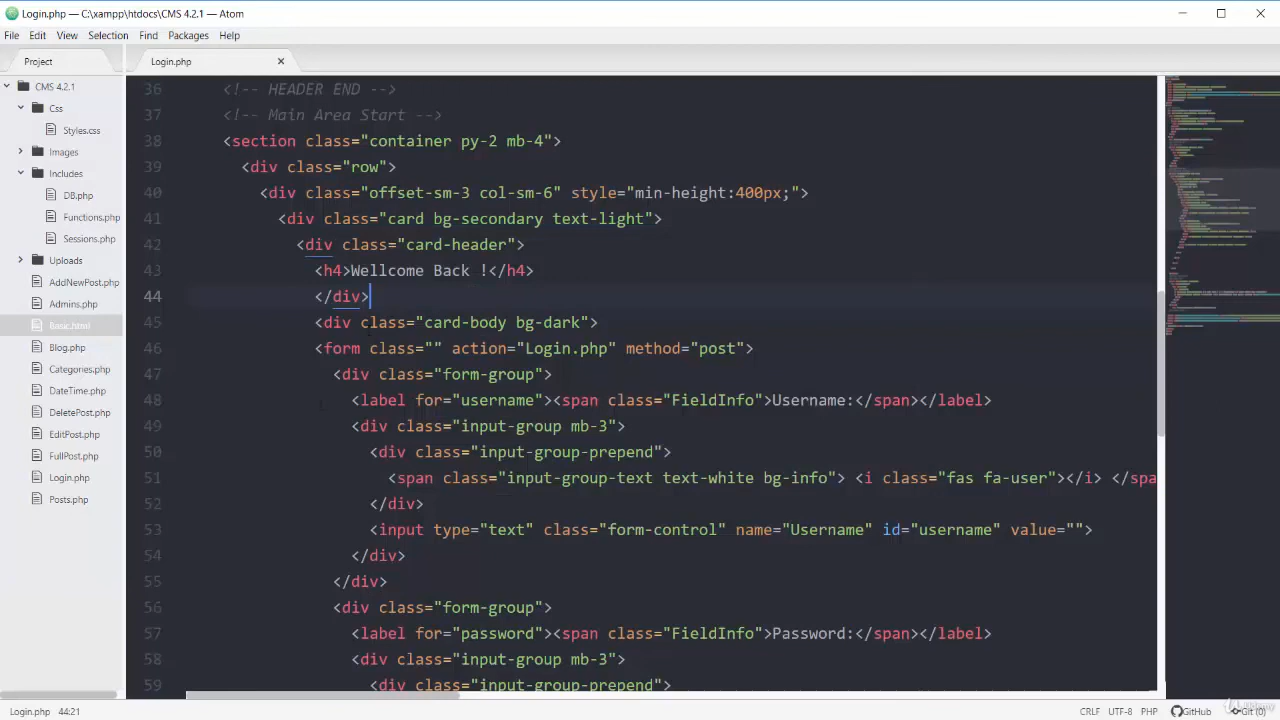 Login.php — C:\xampp\htdocs\CMS 4.2.1 — Atom
File Edit View Selection Find Packages Help
Project
Login.php
CMS 4.2.1
Css
Styles.css
Images
Includes
DB.php
Functions.php
Sessions.php
Uploads
AddNewPost.php
Admins.php
Basic.html
Blog.php
Categories.php
DateTime.php
DeletePost.php
EditPost.php
FullPost.php
Login.php
Posts.php
36 <!-- HEADER END -->
37 <!-- Main Area Start -->
38 <section class="container py-2 mb-4">
39 <div class="row">
40 <div class="offset-sm-3 col-sm-6" style="min-height:400px;">
41 <div class="card bg-secondary text-light">
42 <div class="card-header">
43 <h4>Wellcome Back !</h4>
44 </div>
45 <div class="card-body bg-dark">
46 <form class="" action="Login.php" method="post">
47 <div class="form-group">
48 <label for="username"><span class="FieldInfo">Username:</span></label>
49 <div class="input-group mb-3">
50 <div class="input-group-prepend">
51 <span class="input-group-text text-white bg-info"> <i class="fas fa-user"></i> </spa
52 </div>
53 <input type="text" class="form-control" name="Username" id="username" value="">
54 </div>
55 </div>
56 <div class="form-group">
57 <label for="password"><span class="FieldInfo">Password:</span></label>
58 <div class="input-group mb-3">
59 <div class="input-group-prepend">
Login.php 44:21
CRLF UTF-8 PHP GitHub Git (0)